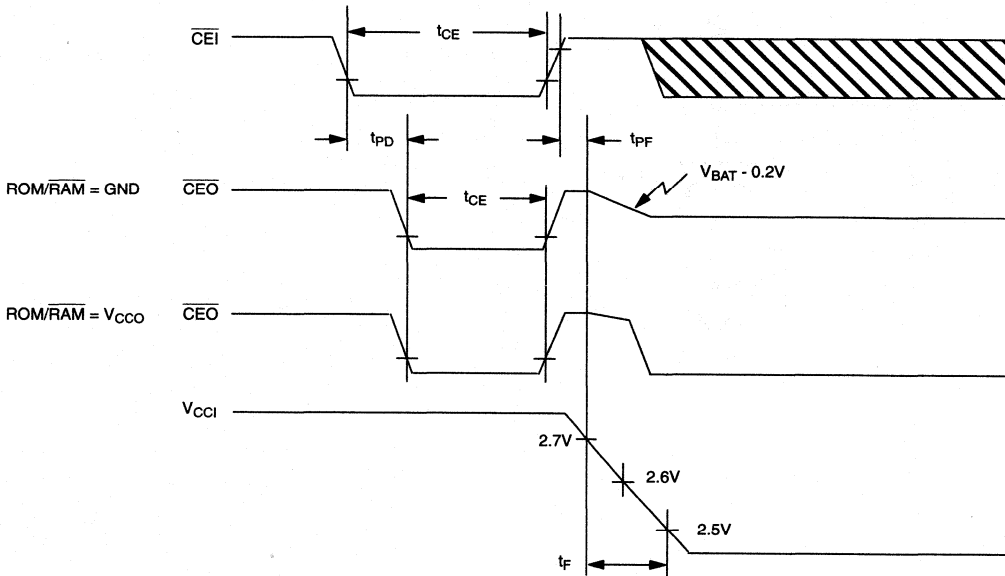 CEI
tCE
tPD
tPF
VBAT - 0.2V
ROM/RAM = GND CEO
tCE
ROM/RAM = VCCO CEO
VCCI
2.7V
2.6V
2.5V
tF